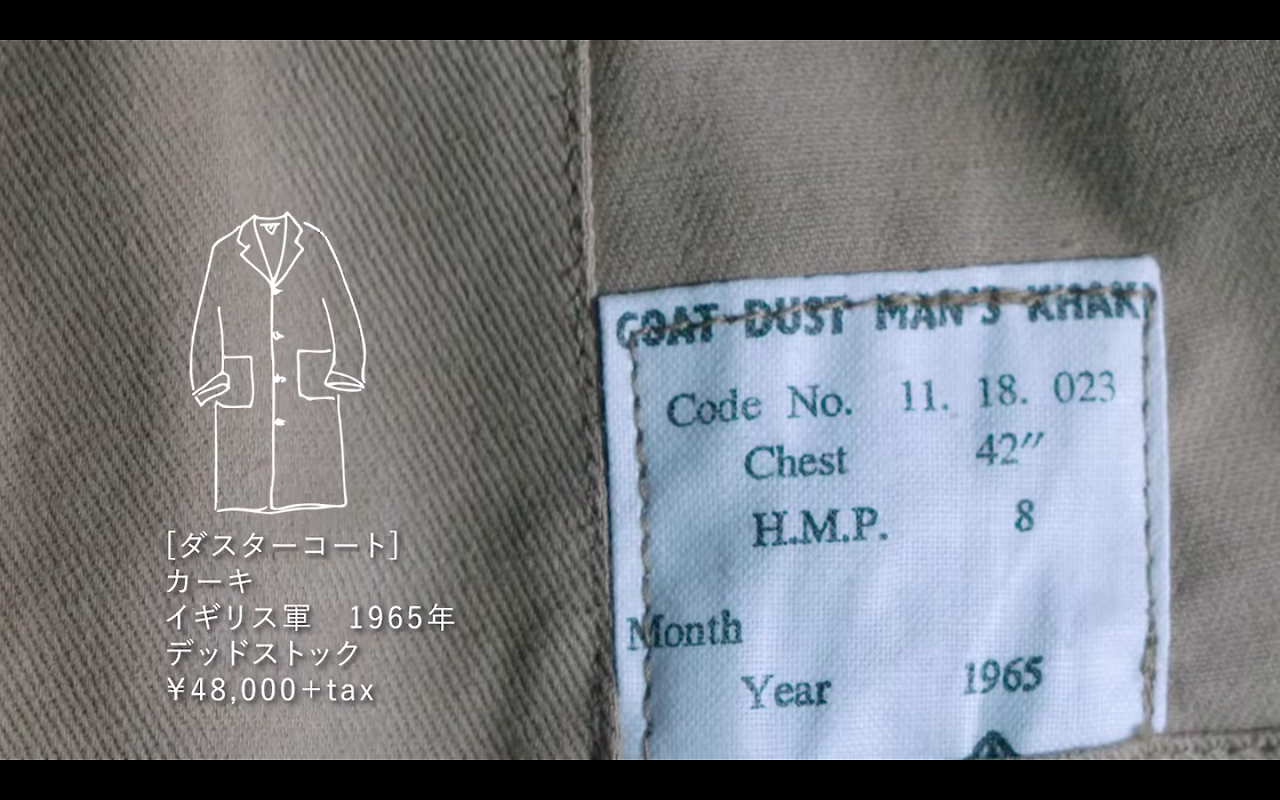 [ダスターコート]
カーキ
イギリス軍　1965年
デッドストック
¥48,000+tax
COAT DUST MAN'S KHAKI
Code No. 11. 18. 023
Chest 42″
H.M.P. 8
Month
Year 1965